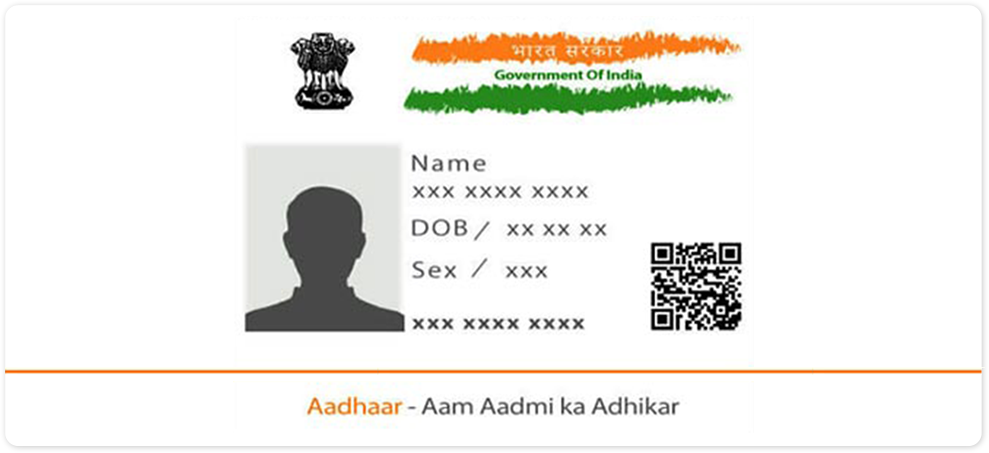 भारत सरकार
Government Of India
Name
xxx xxxx xxxx
DOB / xx xx xx
Sex / xxx
xxx xxxx xxxx
Aadhaar - Aam Aadmi ka Adhikar